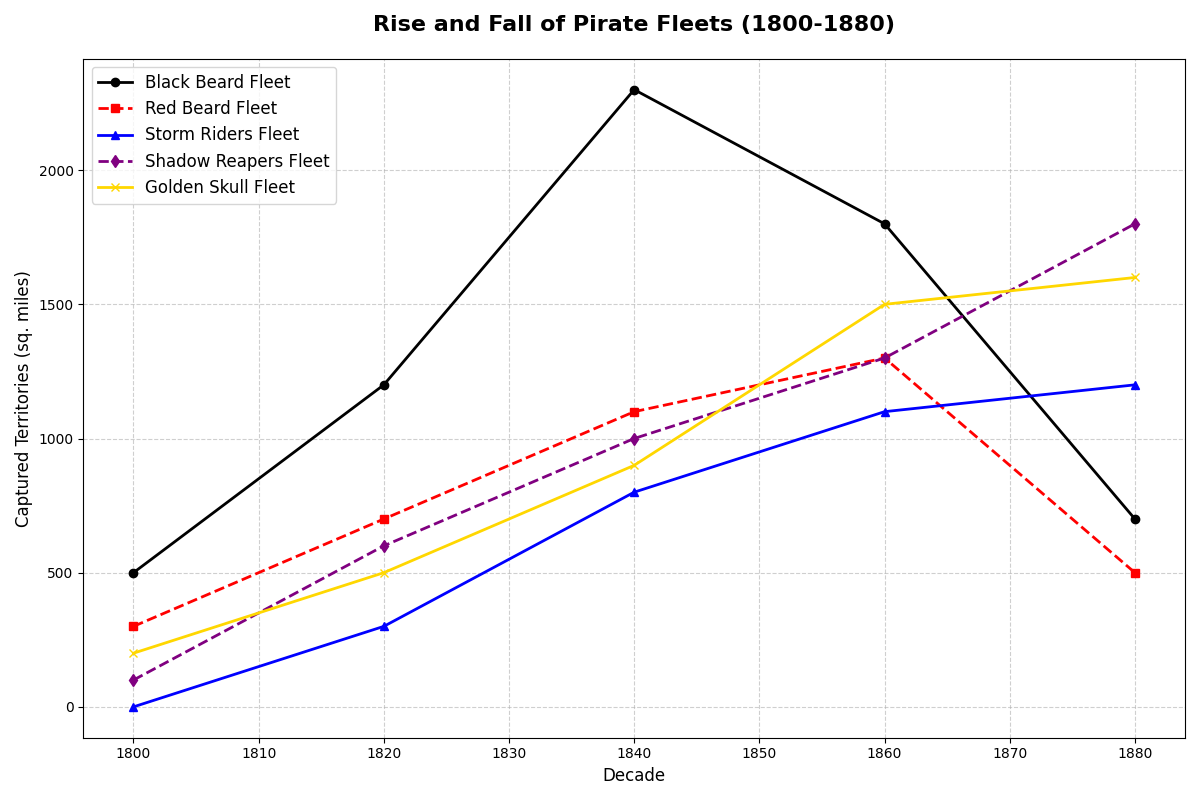 Rise and Fall of Pirate Fleets (1800-1880)
Black Beard Fleet
Red Beard Fleet
Storm Riders Fleet
Shadow Reapers Fleet
Golden Skull Fleet
Captured Territories (sq. miles)
2000
1500
1000
500
0
1800 1810 1820 1830 1840 1850 1860 1870 1880
Decade